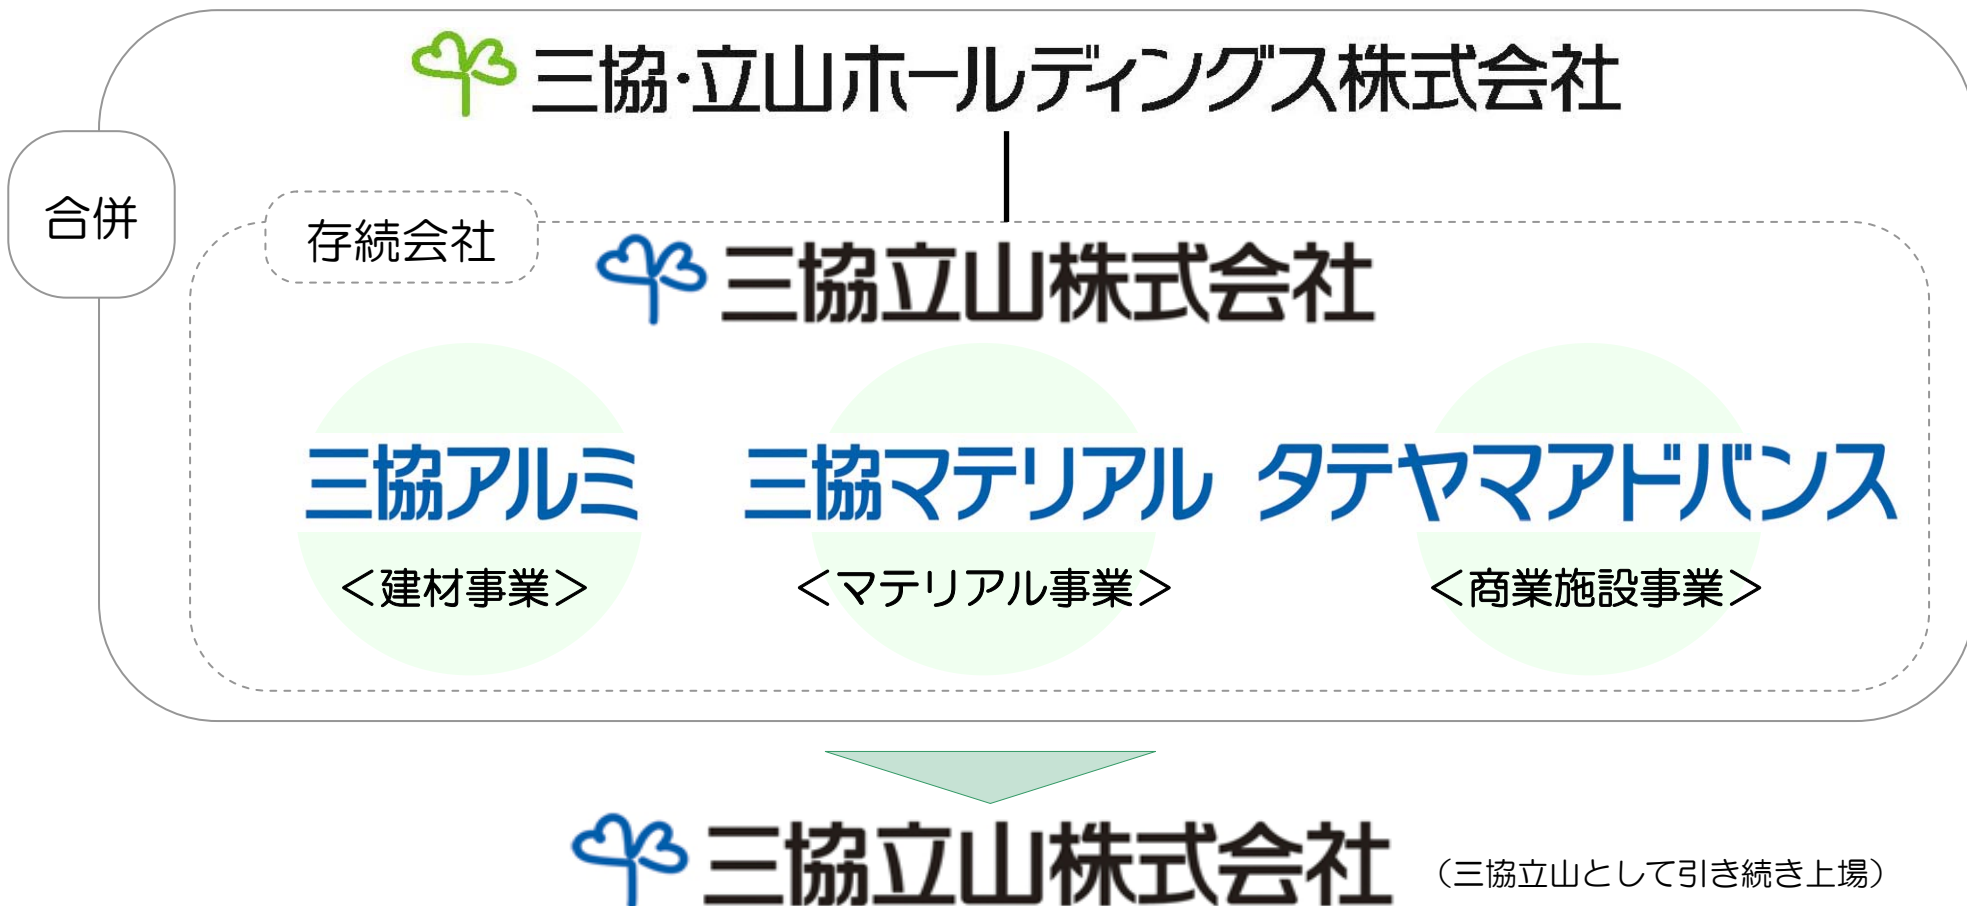 三協・立山ホールディングス株式会社
合併
存続会社
三協立山株式会社
三協アルミ
三協マテリアル
タテヤマアドバンス
＜建材事業＞
＜マテリアル事業＞
＜商業施設事業＞
三協立山株式会社
（三協立山として引き続き上場）